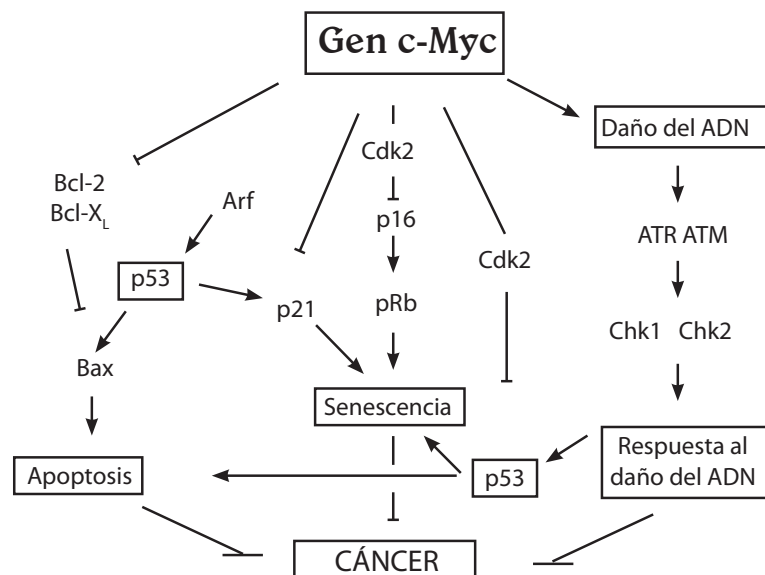 Gen c-Myc
Daño del ADN
Cdk2
Bcl-2
Bcl-XL
Arf
p16
ATR ATM
Cdk2
p53
p21
pRb
Chk1 Chk2
Bax
Senescencia
Apoptosis
p53
Respuesta al
daño del ADN
CÁNCER